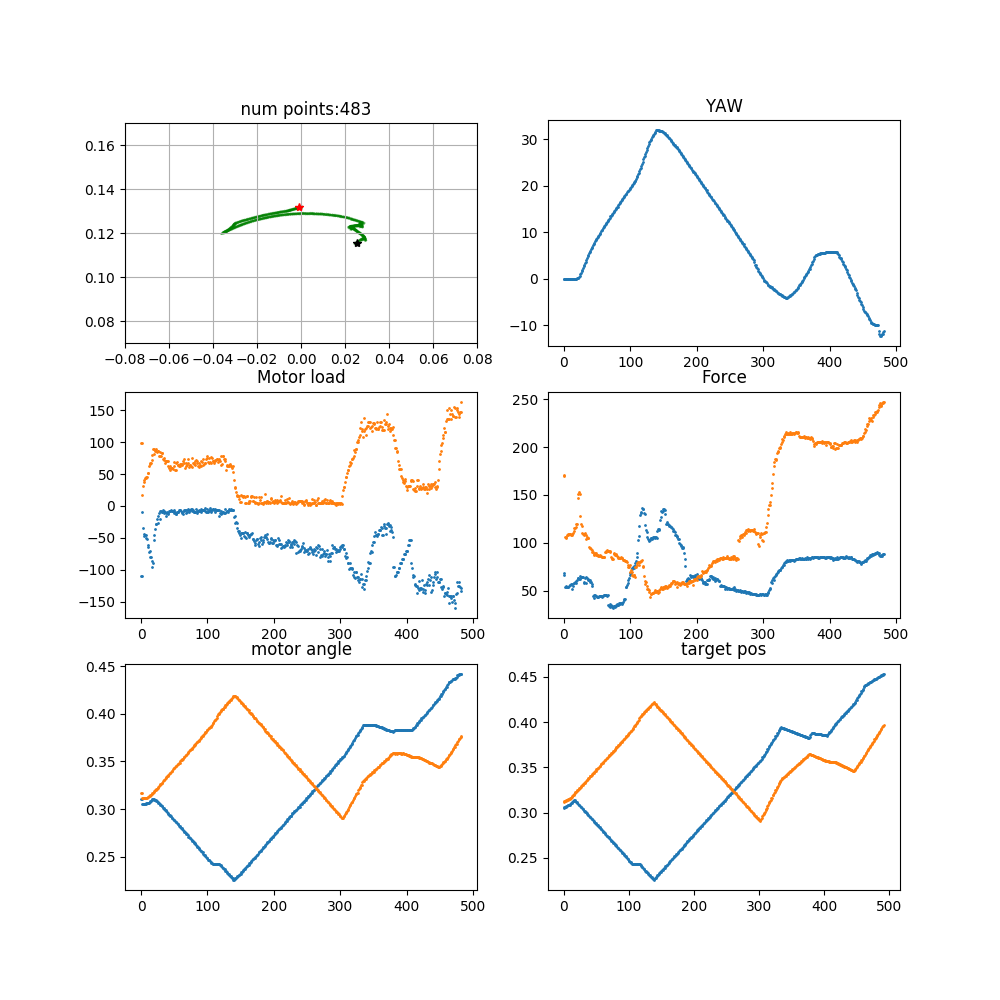 num points:483
0.16
0.14
0.12
0.10
0.08
−0.08 −0.06 −0.04 −0.02 0.00 0.02 0.04 0.06 0.08
YAW
30
20
10
0
−10
0 100 200 300 400 500
Motor load
150
100
50
0
−50
−100
−150
0 100 200 300 400 500
Force
250
200
150
100
50
0 100 200 300 400 500
motor angle
0.45
0.40
0.35
0.30
0.25
0 100 200 300 400 500
target pos
0.45
0.40
0.35
0.30
0.25
0 100 200 300 400 500